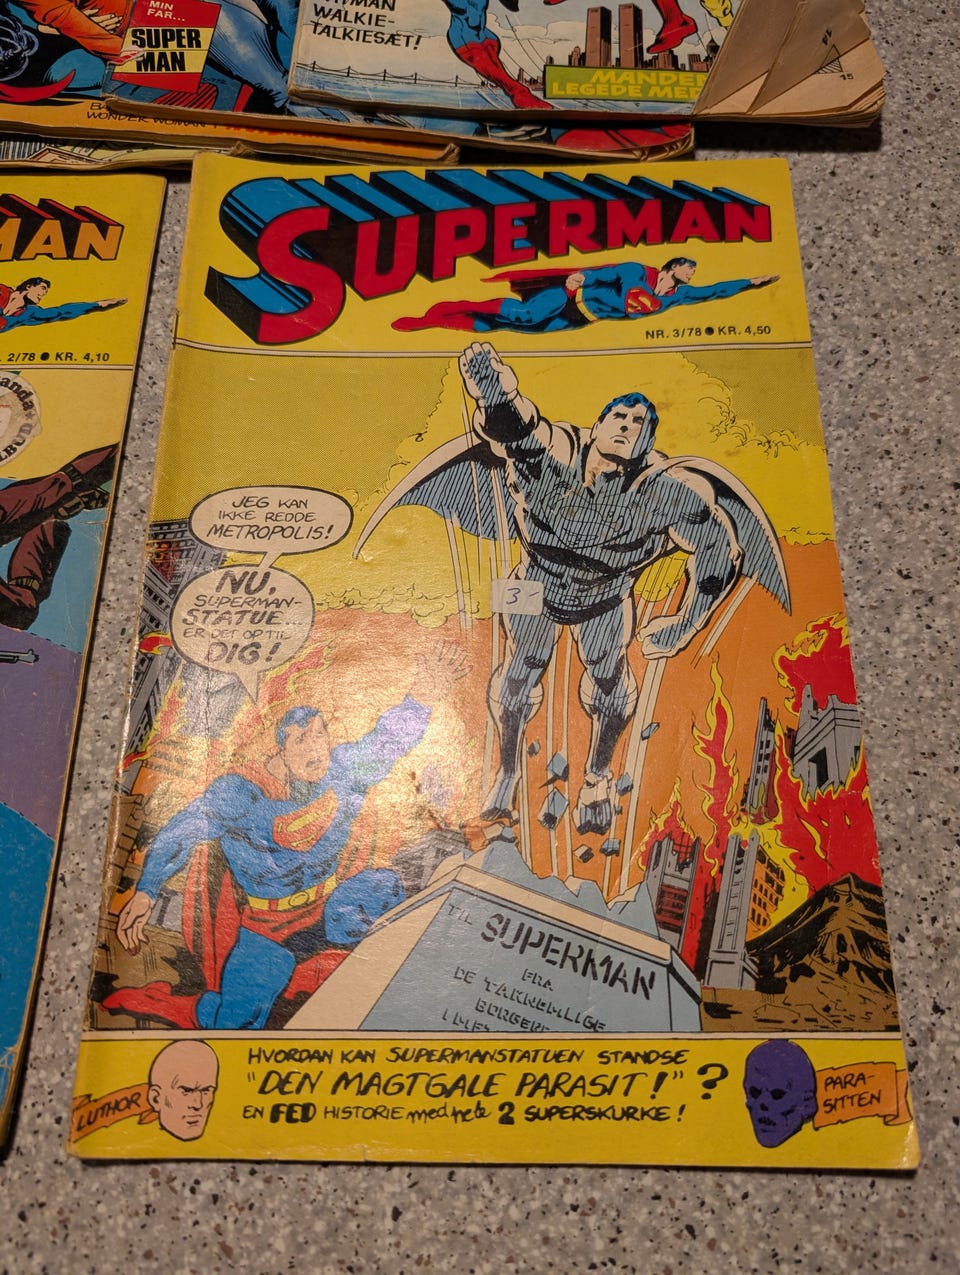 MIN
FAR...
SUPER
MAN
WALKIE-
TALKIESÆT!
MANDEN
LEGEDE MED
WONDER WOMAN
15
MAN
2/78 ● KR. 4,10
SUPERMAN
NR. 3/78 ● KR. 4,50
JEG KAN
IKKE REDDE
METROPOLIS!
NU,
SUPERMAN-
STATUE...
ER DET OP TIL
DIG!
3
TIL SUPERMAN
FRA
DE TAKNEMLIGE
BORGERE
HVORDAN KAN SUPERMANSTATUEN STANDSE
"DEN MAGTGALE PARASIT!" ?
EN FED HISTORIE med hele 2 SUPERSKURKE!
LUTHOR
PARA-
SITTEN